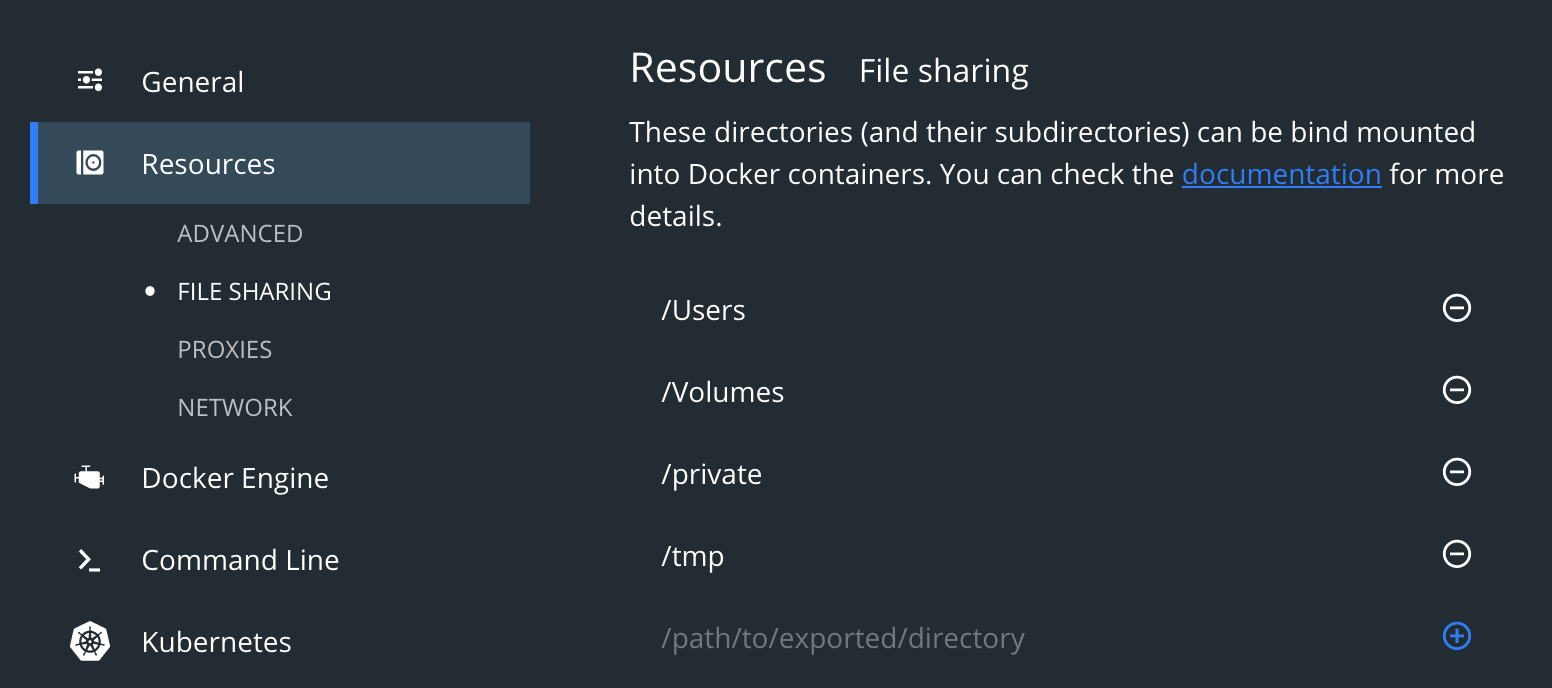 General
Resources
ADVANCED
FILE SHARING
PROXIES
NETWORK
Docker Engine
Command Line
Kubernetes
Resources File sharing
These directories (and their subdirectories) can be bind mounted
into Docker containers. You can check the documentation for more
details.
/Users
/Volumes
/private
/tmp
/path/to/exported/directory